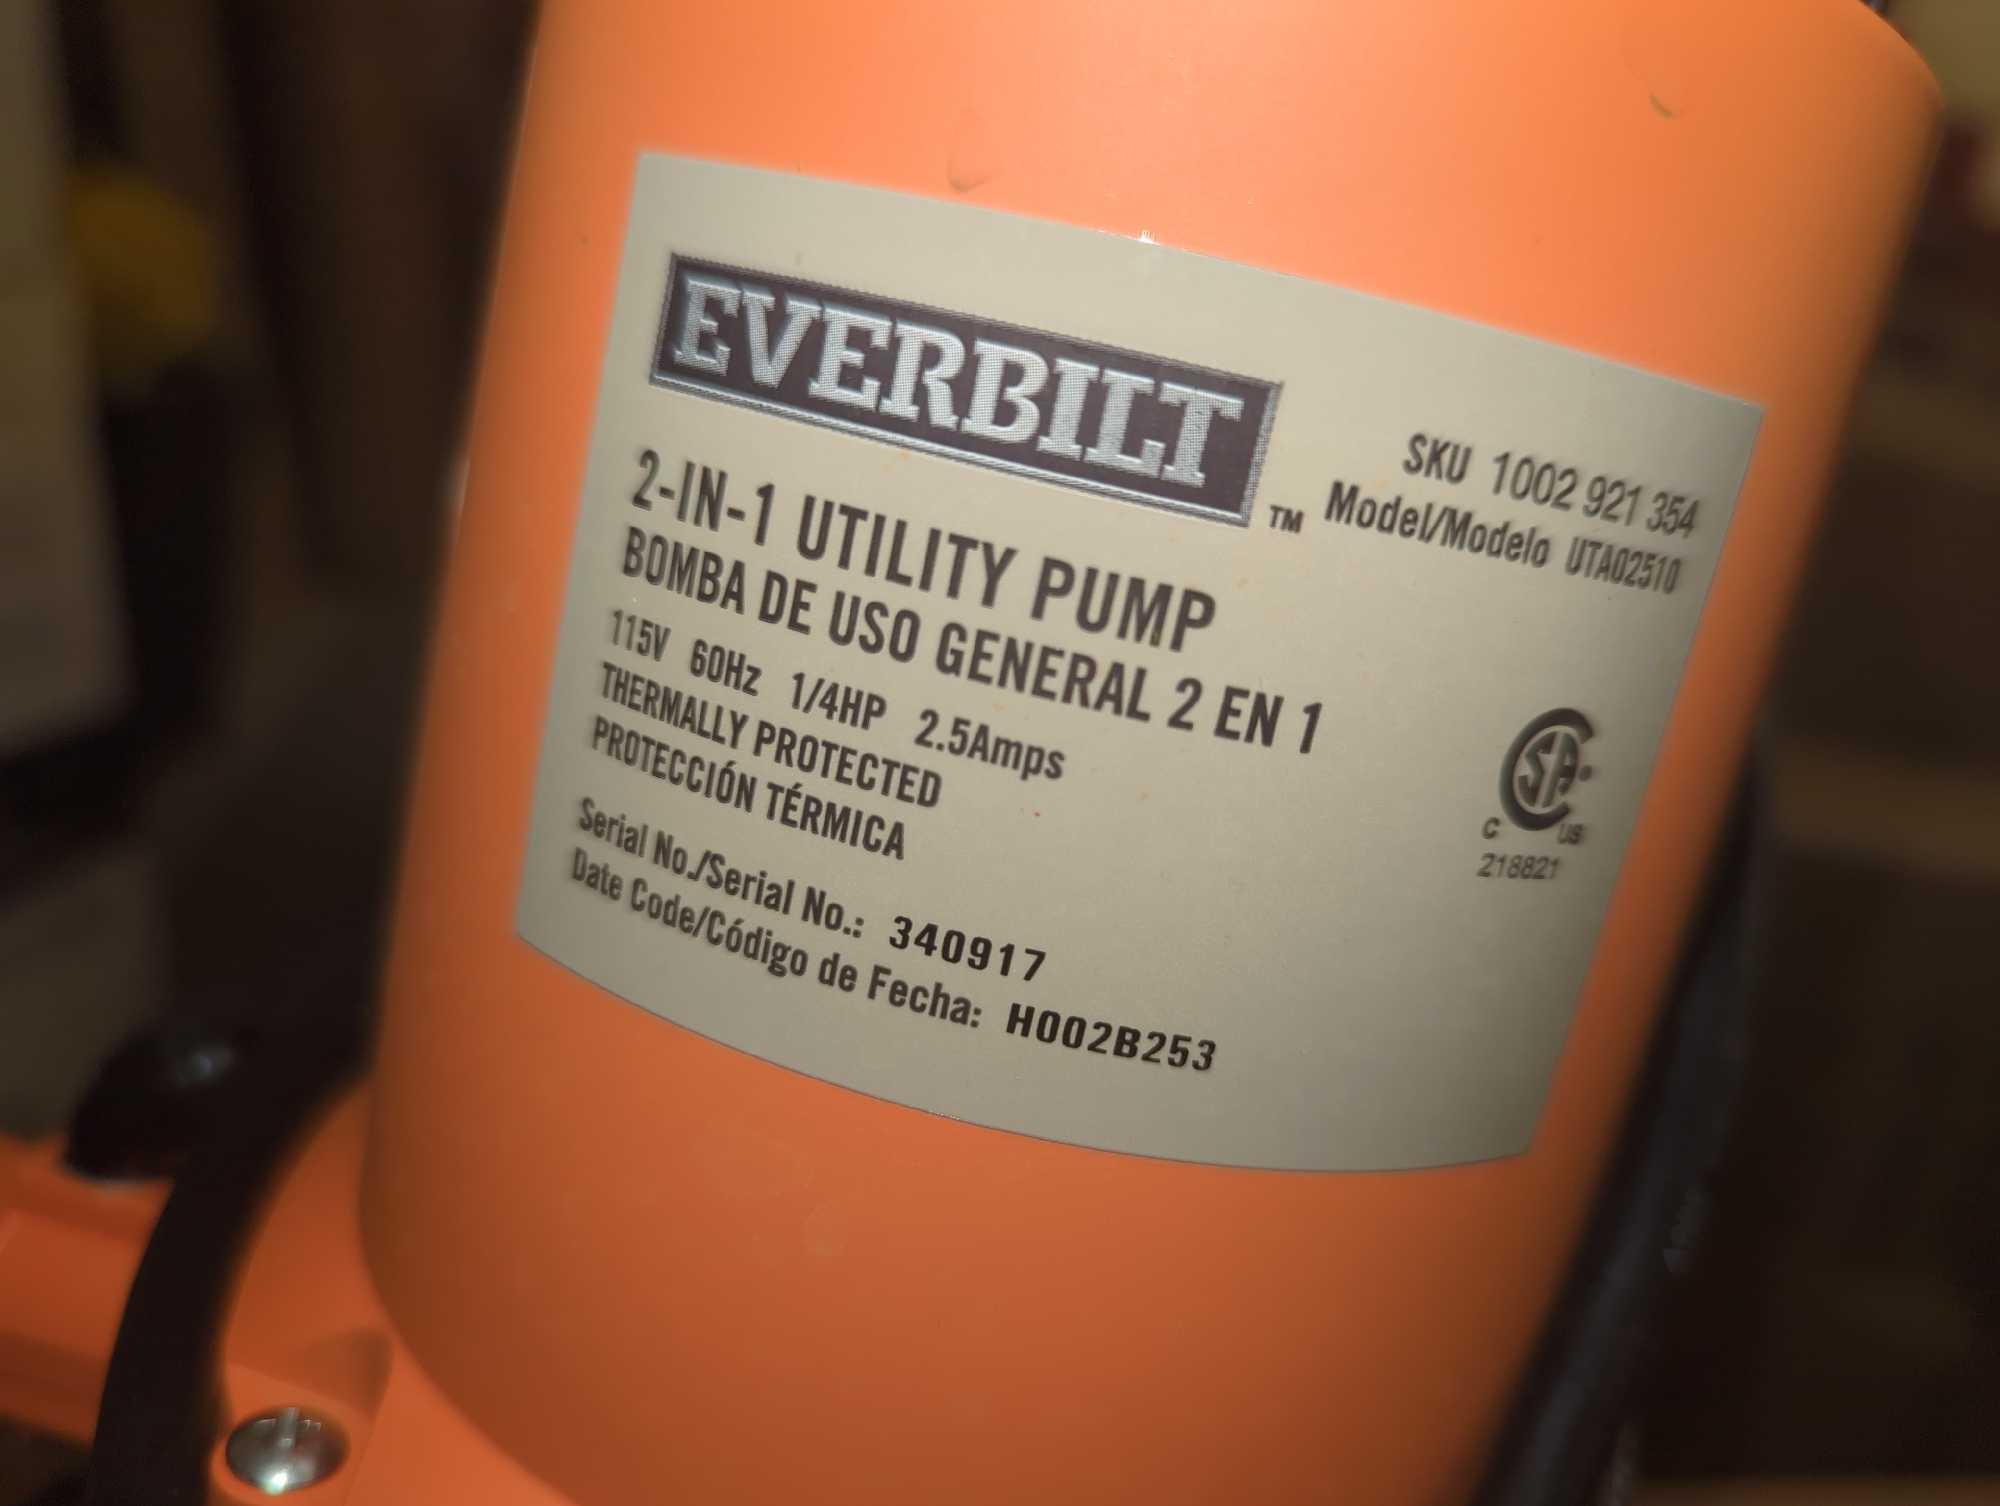 EVERBILT
TM
SKU 1002 921 354
Model/Modelo UTA02510
2-IN-1 UTILITY PUMP
BOMBA DE USO GENERAL 2 EN 1
115V 60Hz 1/4HP 2.5Amps
THERMALLY PROTECTED
PROTECCIÓN TÉRMICA
CSA®
C US
218821
Serial No./Serial No.: 340917
Date Code/Código de Fecha: H002B253